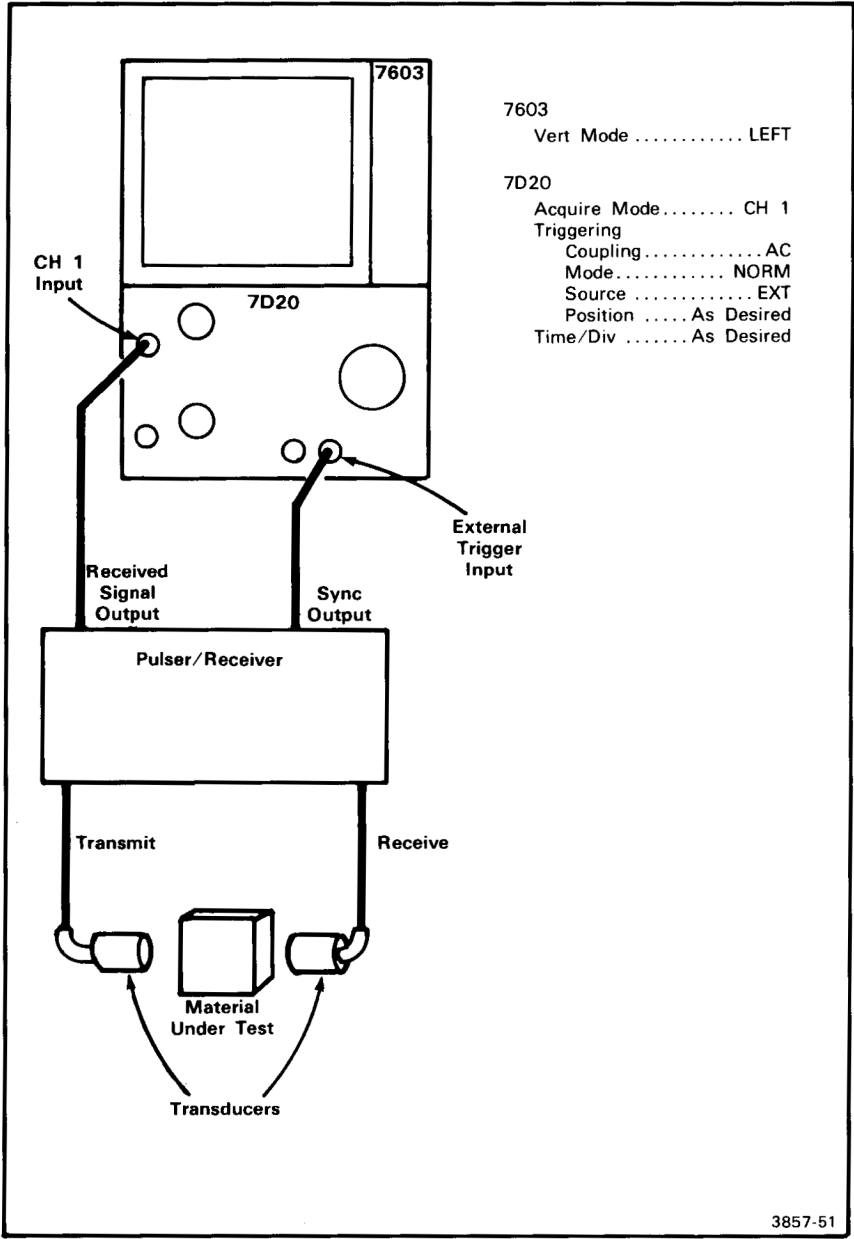 7603
7603
Vert Mode ............ LEFT
7D20
Acquire Mode........ CH 1
Triggering
Coupling.............AC
Mode............ NORM
Source ............. EXT
Position ..... As Desired
Time/Div ....... As Desired
CH 1
Input
7D20
External
Trigger
Input
Received
Signal
Output
Sync
Output
Pulser/Receiver
Transmit
Receive
Material
Under Test
Transducers
3857-51